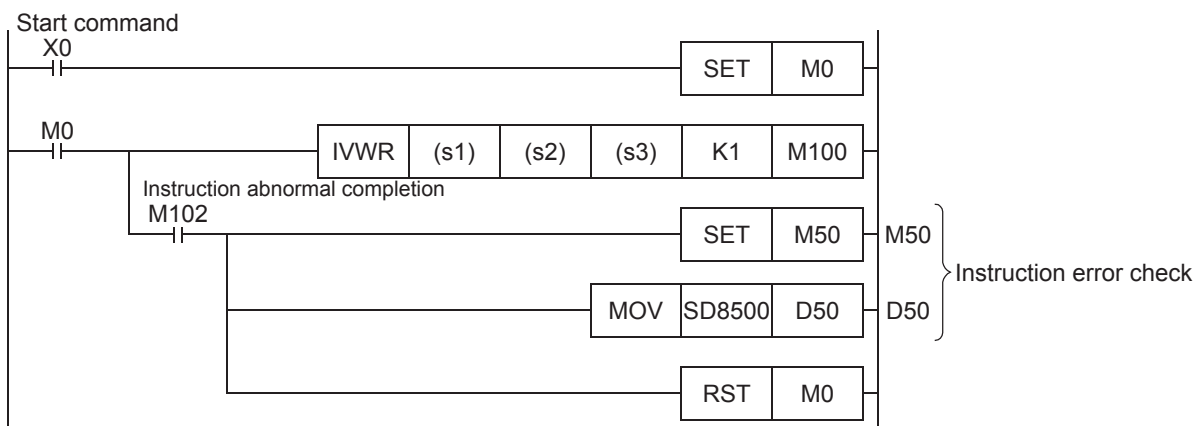 Start command
X0
SET M0
M0
IVWR (s1) (s2) (s3) K1 M100
Instruction abnormal completion
M102
SET M50 M50
Instruction error check
MOV SD8500 D50 D50
RST M0